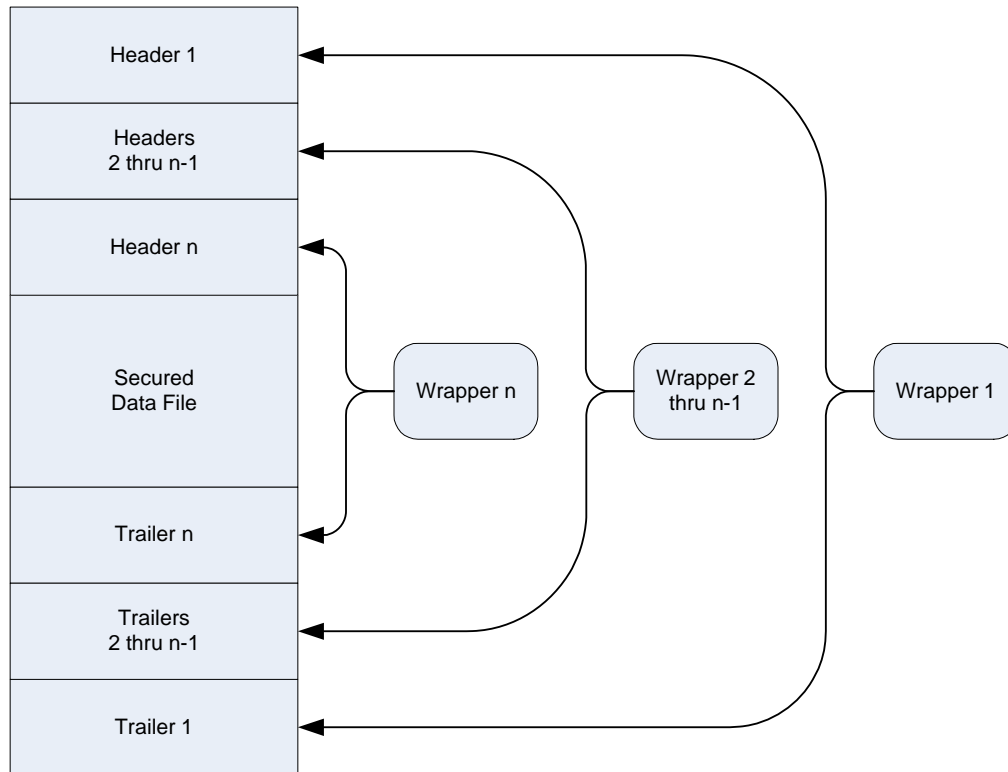 Header 1
Headers
2 thru n-1
Header n
Secured
Data File
Wrapper n
Wrapper 2
thru n-1
Wrapper 1
Trailer n
Trailers
2 thru n-1
Trailer 1